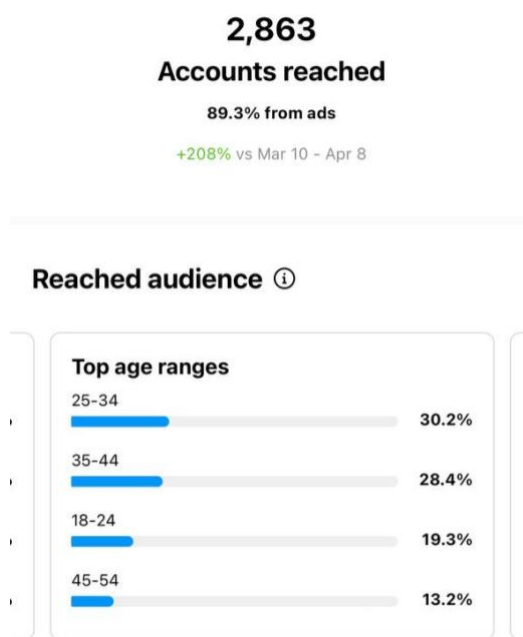 2,863
Accounts reached
89.3% from ads
+208% vs Mar 10 - Apr 8
Reached audience
Top age ranges
25-34
30.2%
35-44
28.4%
18-24
19.3%
45-54
13.2%